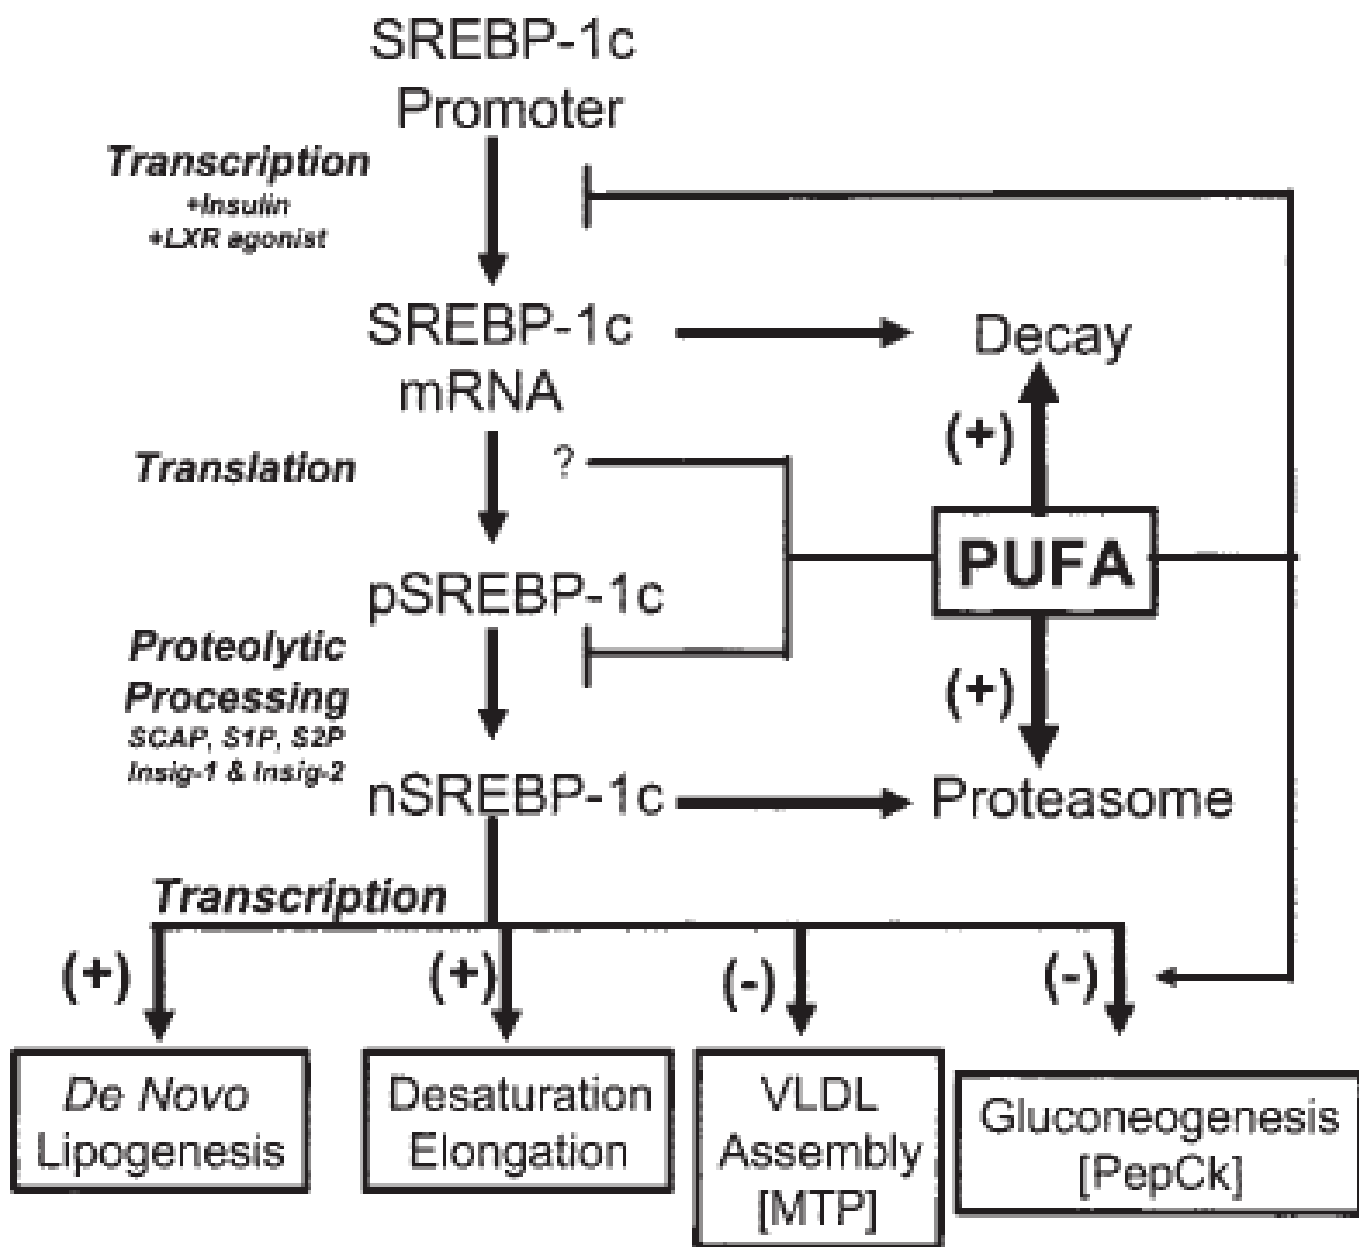 SREBP-1c
Promoter
Transcription
+Insulin
+LXR agonist
SREBP-1c
mRNA
Decay
(+)
Translation
?
PUFA
pSREBP-1c
Proteolytic
Processing
SCAP, S1P, S2P
Insig-1 & Insig-2
(+)
nSREBP-1c
Proteasome
Transcription
(+)
(+)
(-)
(-)
De Novo
Lipogenesis
Desaturation
Elongation
VLDL
Assembly
[MTP]
Gluconeogenesis
[PepCk]